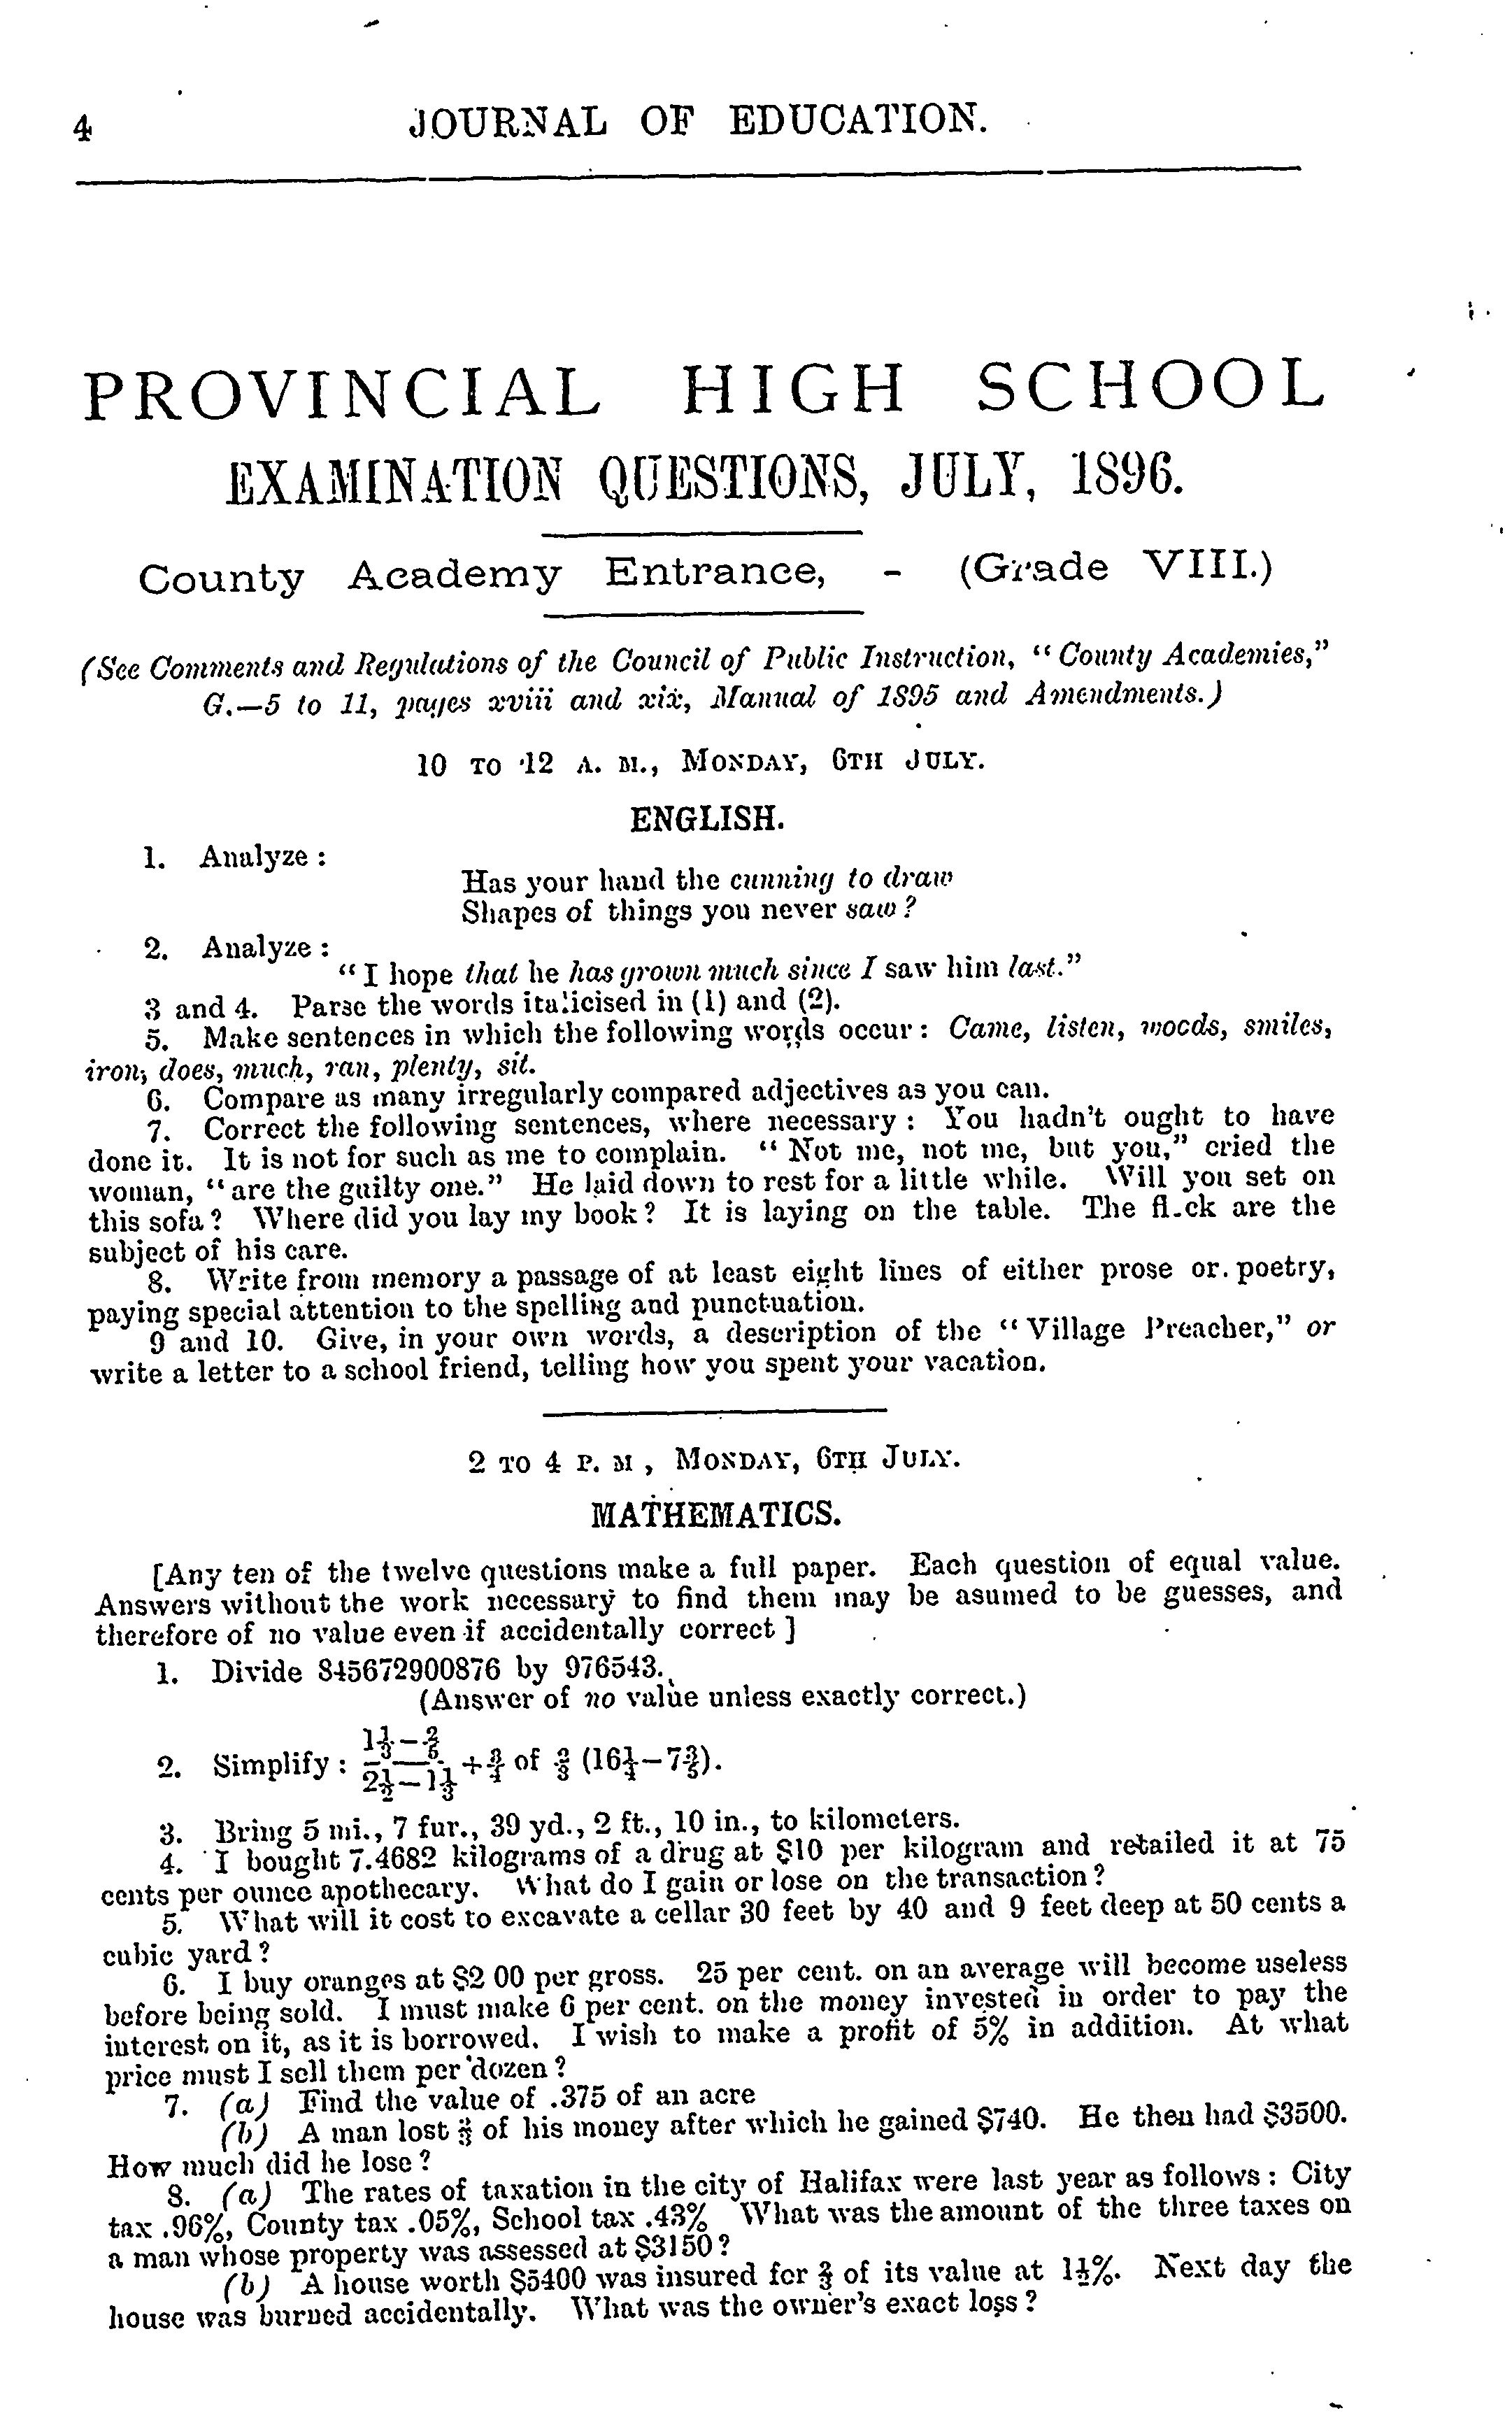 4 JOURNAL OF EDUCATION.
PROVINCIAL HIGH SCHOOL
EXAMINATION QUESTIONS, JULY, 1896.
County Academy Entrance, - (Grade VIII.)
(See Comments and Regulations of the Council of Public Instruction, "County Academies,"
G.—5 to 11, pages xviii and xix, Manual of 1895 and Amendments.)
10 TO 12 A. M., MONDAY, 6TH JULY.
ENGLISH.
1. Analyze :
Has your hand the cunning to draw
Shapes of things you never saw ?
2. Analyze :
"I hope that he has grown much since I saw him last."
3 and 4. Parse the words italicised in (1) and (2).
5. Make sentences in which the following words occur : Came, listen, woods, smiles,
iron, does, much, ran, plenty, sit.
6. Compare as many irregularly compared adjectives as you can.
7. Correct the following sentences, where necessary : You hadn't ought to have
done it. It is not for such as me to complain. "Not me, not me, but you," cried the
woman, "are the guilty one." He laid down to rest for a little while. Will you set on
this sofa ? Where did you lay my book ? It is laying on the table. The flock are the
subject of his care.
8. Write from memory a passage of at least eight lines of either prose or poetry,
paying special attention to the spelling and punctuation.
9 and 10. Give, in your own words, a description of the "Village Preacher," or
write a letter to a school friend, telling how you spent your vacation.
2 TO 4 P. M , MONDAY, 6TH JULY.
MATHEMATICS.
[Any ten of the twelve questions make a full paper. Each question of equal value.
Answers without the work necessary to find them may be asumed to be guesses, and
therefore of no value even if accidentally correct ]
1. Divide 845672900876 by 976543.
(Answer of no value unless exactly correct.)
2. Simplify : (1⅓—⅖)/(2½—1⅓) + ¾ of ⅔ (16¼—7⅖).
3. Bring 5 mi., 7 fur., 39 yd., 2 ft., 10 in., to kilometers.
4. I bought 7.4682 kilograms of a drug at $10 per kilogram and retailed it at 75
cents per ounce apothecary. What do I gain or lose on the transaction ?
5. What will it cost to excavate a cellar 30 feet by 40 and 9 feet deep at 50 cents a
cubic yard ?
6. I buy oranges at $2 00 per gross. 25 per cent. on an average will become useless
before being sold. I must make 6 per cent. on the money invested in order to pay the
interest on it, as it is borrowed. I wish to make a profit of 5% in addition. At what
price must I sell them per dozen ?
7. (a) Find the value of .375 of an acre
(b) A man lost ⅔ of his money after which he gained $740. He then had $3500.
How much did he lose ?
8. (a) The rates of taxation in the city of Halifax were last year as follows : City
tax .96%, County tax .05%, School tax .43% What was the amount of the three taxes on
a man whose property was assessed at $3150 ?
(b) A house worth $5400 was insured for ⅔ of its value at 1½%. Next day the
house was burned accidentally. What was the owner's exact loss ?